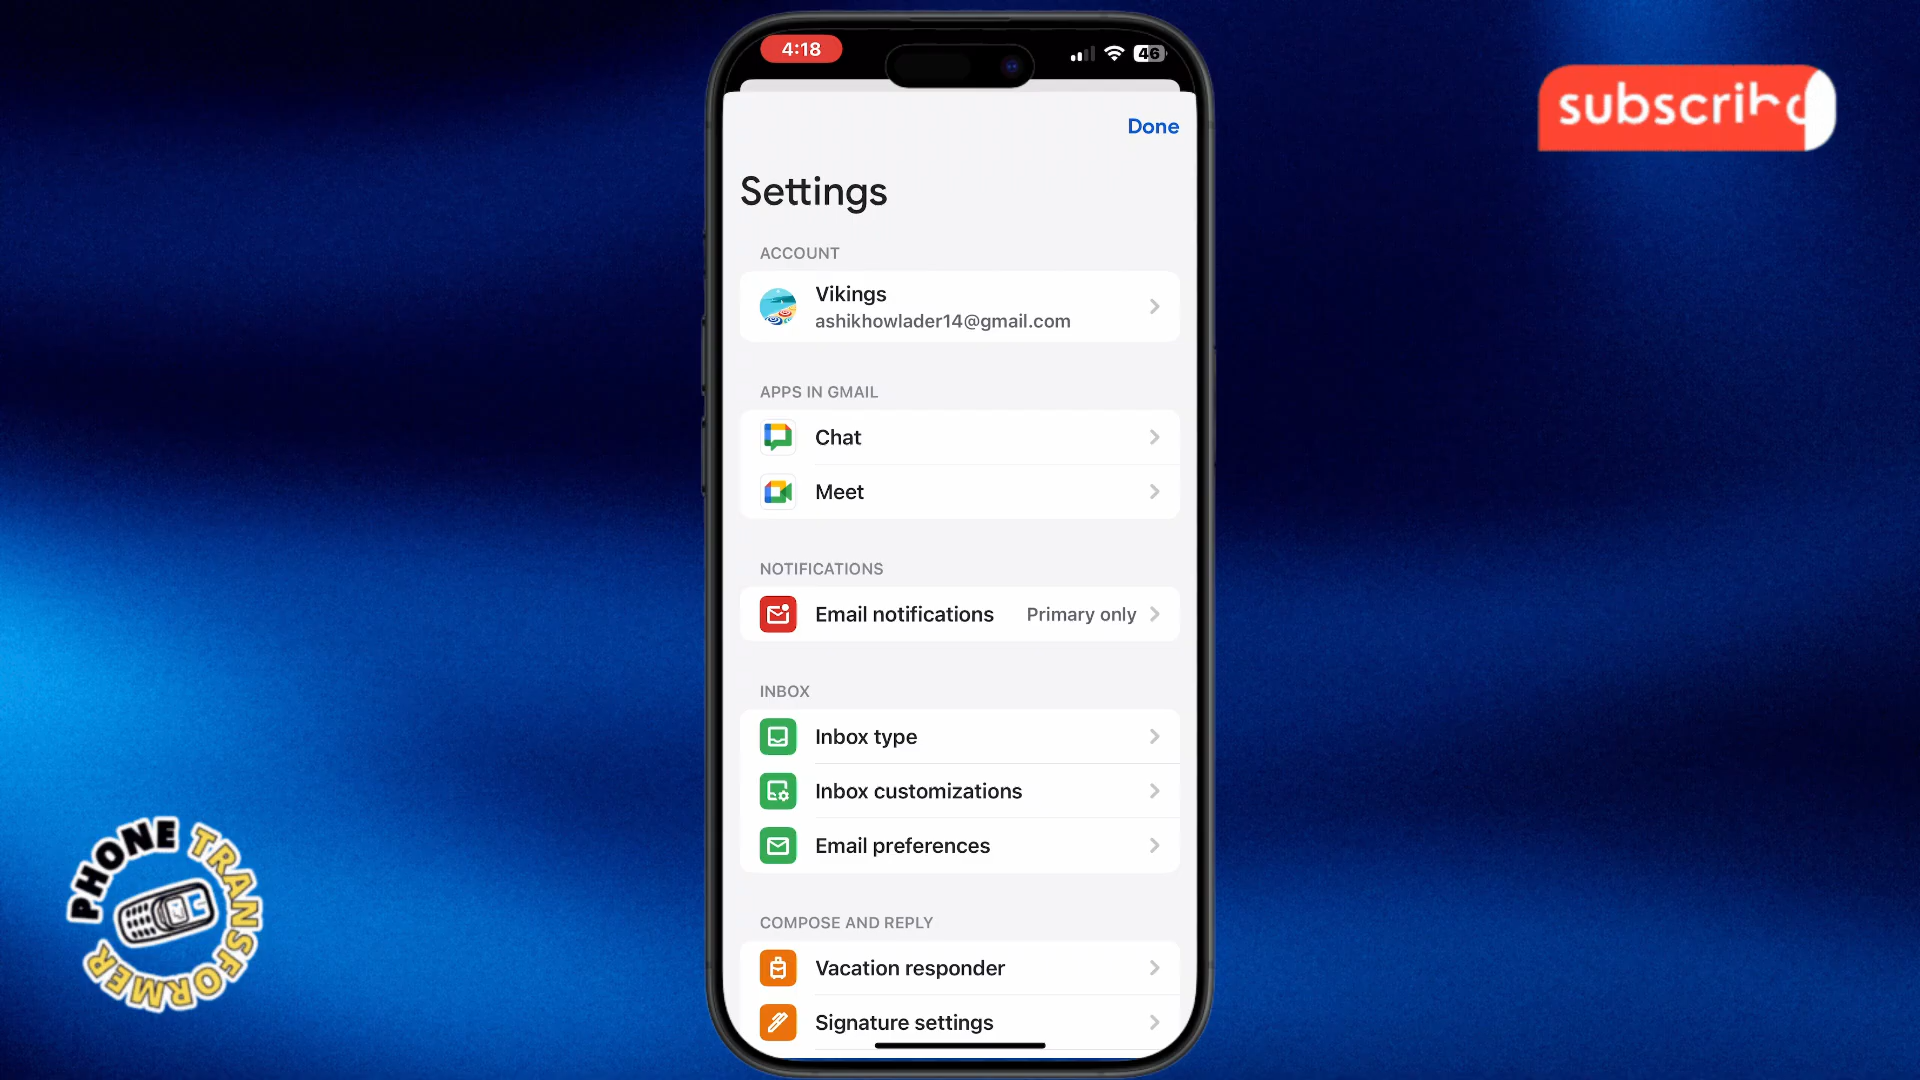 4:18
46
subscrib
Done
Settings
ACCOUNT
Vikings
ashikhowlader14@gmail.com
APPS IN GMAIL
Chat
Meet
NOTIFICATIONS
Email notifications Primary only
INBOX
Inbox type
Inbox customizations
Email preferences
COMPOSE AND REPLY
Vacation responder
Signature settings
PHONE TRANSFORMER